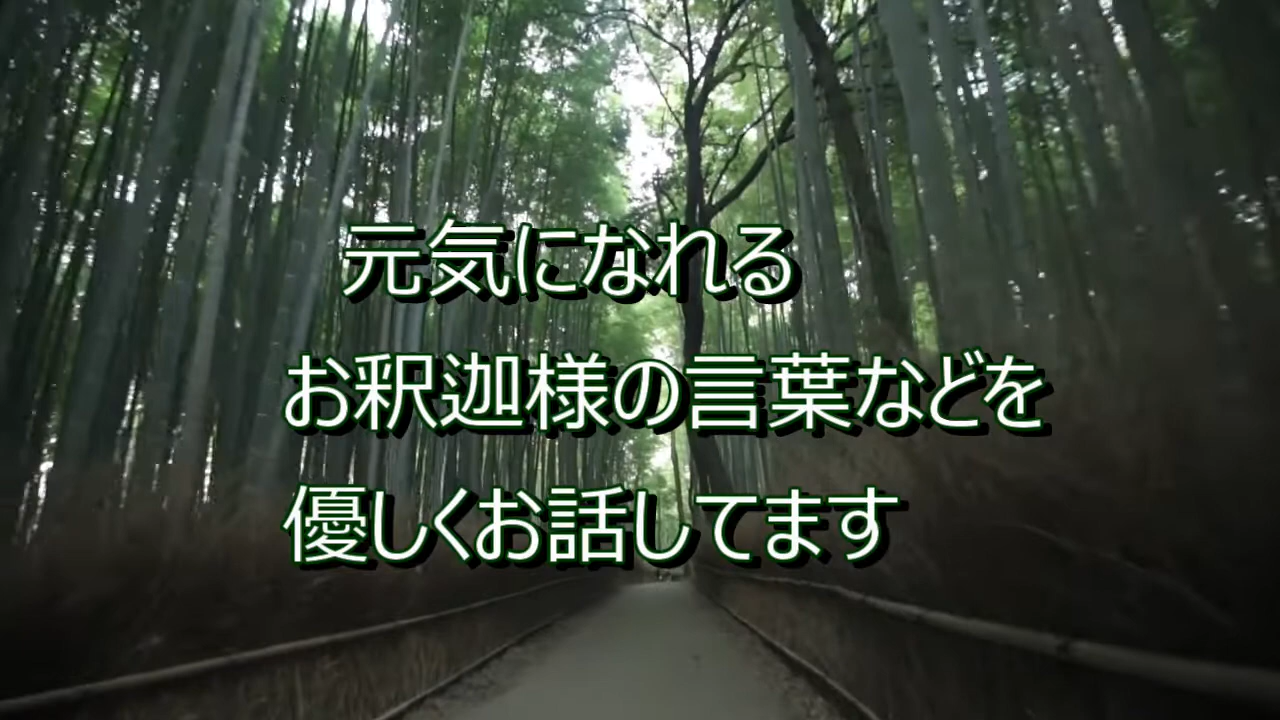 元気になれる
お釈迦様の言葉などを
優しくお話してます